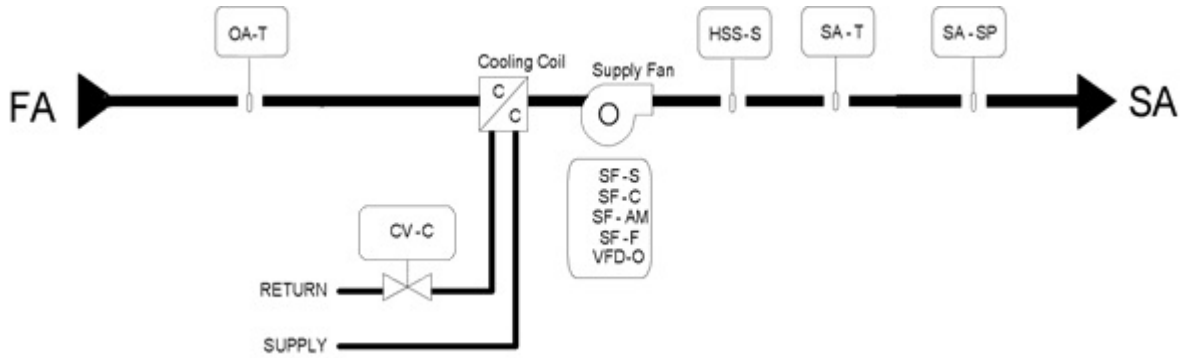 OA-T
HSS-S
SA-T
SA-SP
Cooling Coil
Supply Fan
FA
C
C
O
SA
SF-S
SF-C
SF-AM
SF-F
VFD-O
CV-C
RETURN
SUPPLY